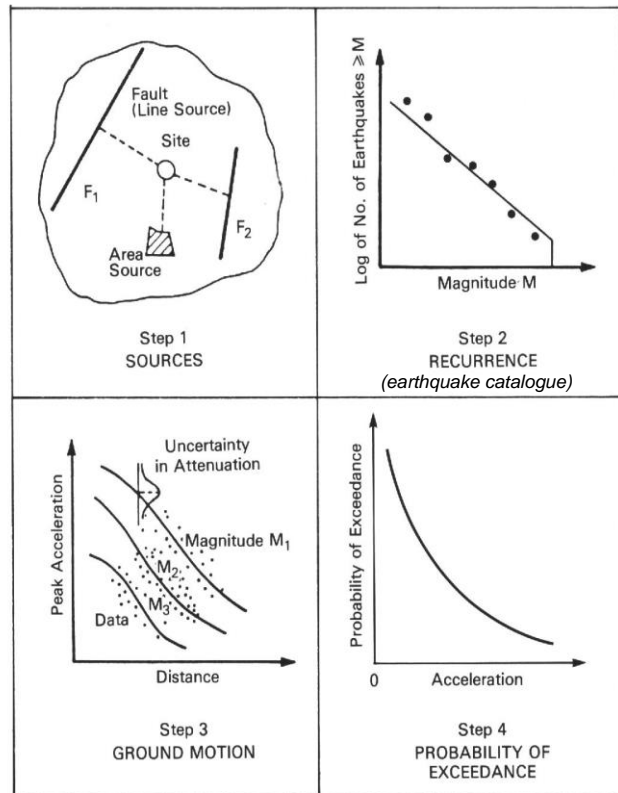 Fault
(Line Source)
Site
F1
F2
Area
Source
Step 1
SOURCES
Log of No. of Earthquakes ⩾ M
Magnitude M
Step 2
RECURRENCE
(earthquake catalogue)
Uncertainty
in Attenuation
Peak Acceleration
Magnitude M1
M2
M3
Data
Distance
Step 3
GROUND MOTION
Probability of Exceedance
0
Acceleration
Step 4
PROBABILITY OF
EXCEEDANCE